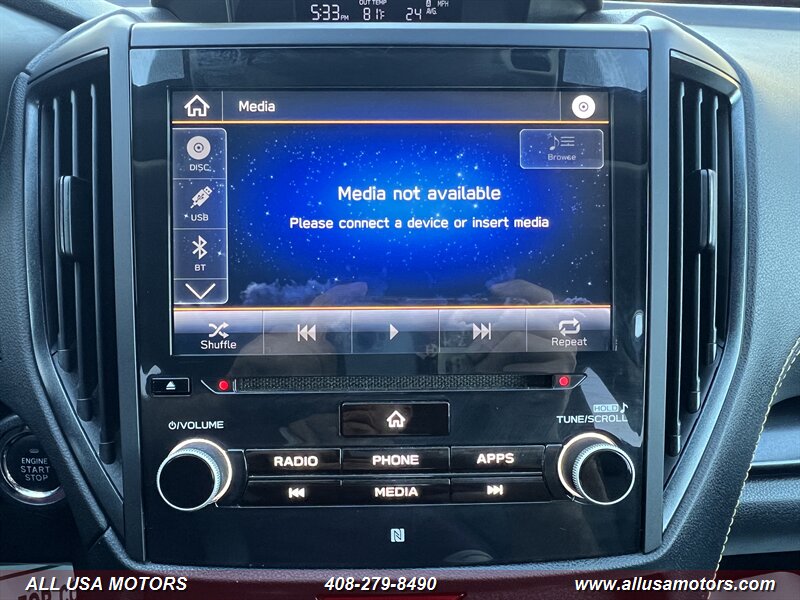 OUT TEMP A MPH
5:33PM 81°F 24 AVG.
Media
DISC
USB
BT
Browse
Media not available
Please connect a device or insert media
Shuffle
Repeat
HOLD
⏻/VOLUME
TUNE/SCROLL
RADIO PHONE APPS
MEDIA
ENGINE
START
STOP
N
ALL USA MOTORS 408-279-8490 www.allusamotors.com